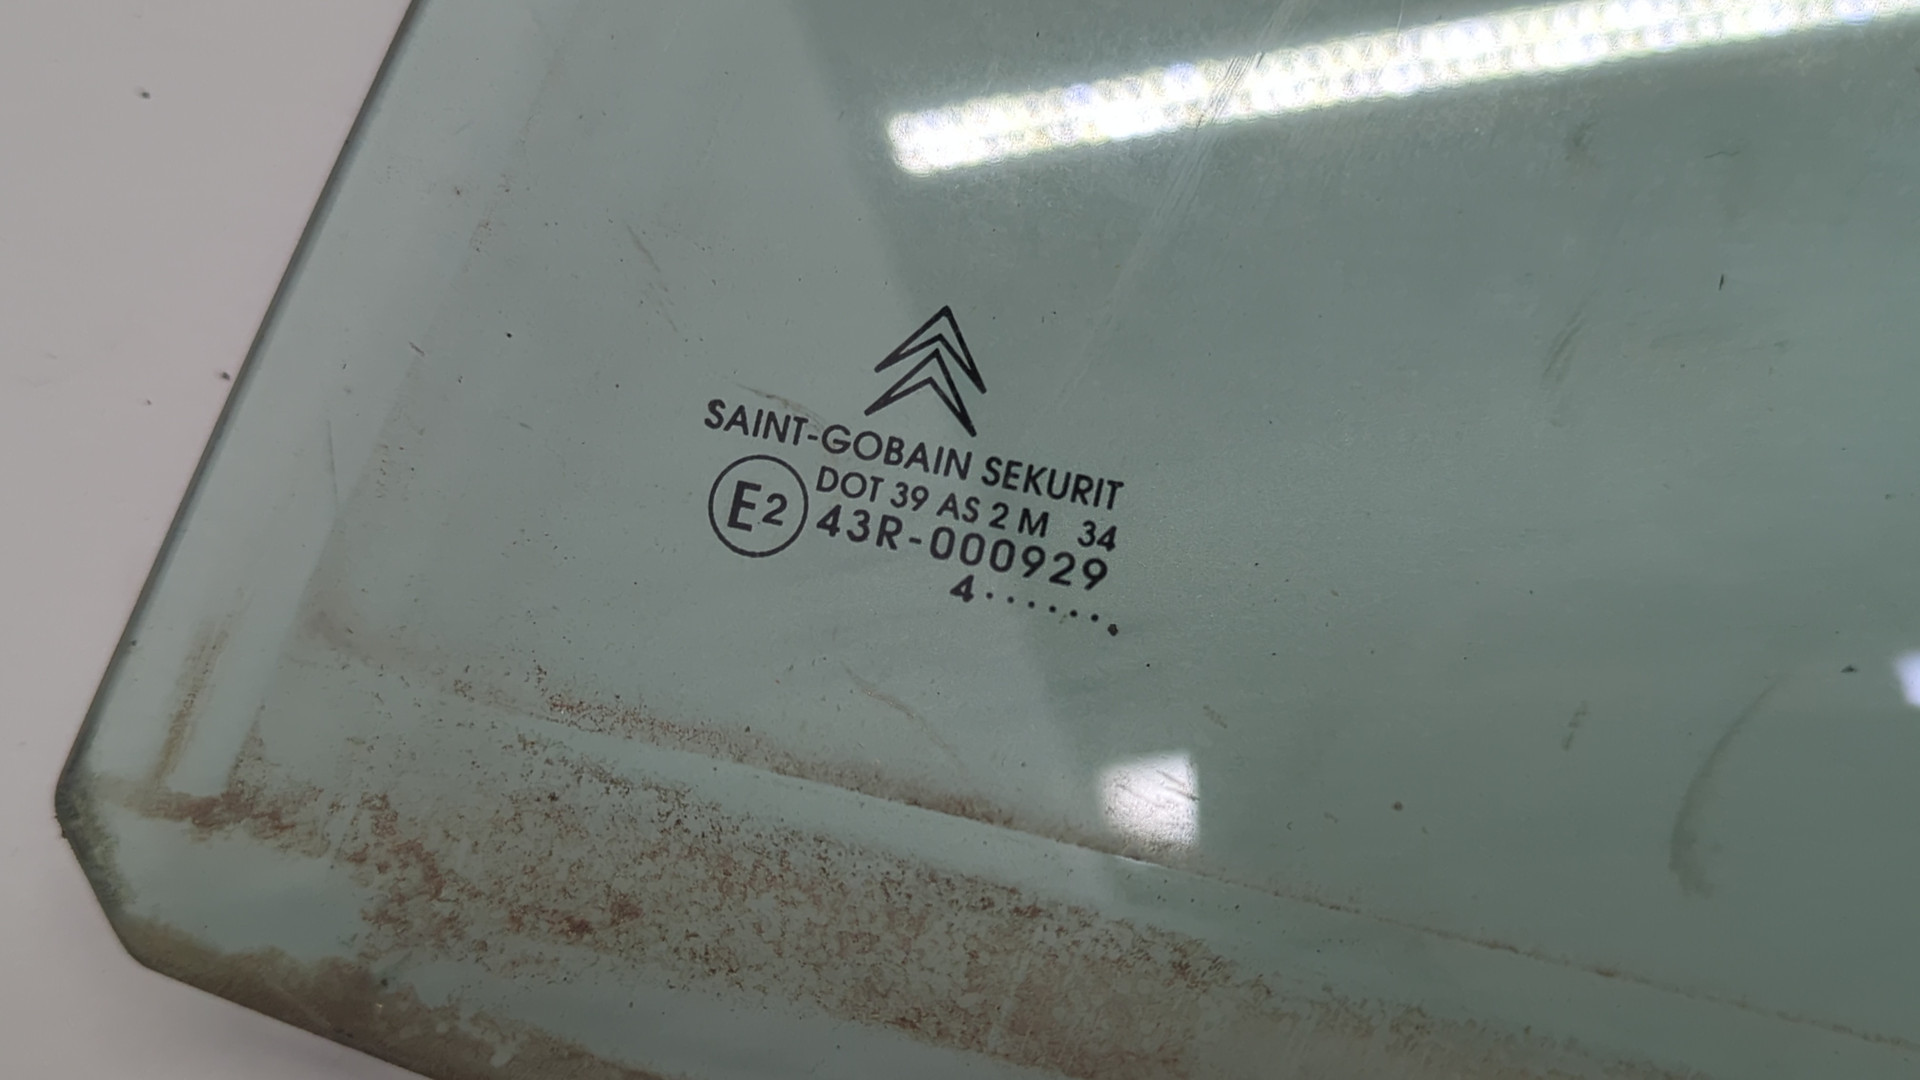 SAINT-GOBAIN SEKURIT
E2
DOT 39 AS 2 M 34
43R-000929
4.......